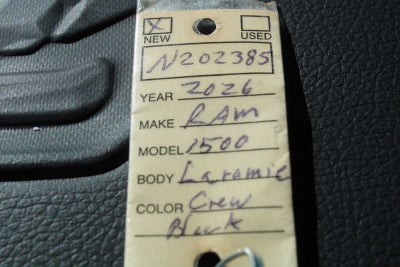 X
NEW USED
N202385
YEAR 2026
MAKE RAM
MODEL 1500
BODY Laramie
COLOR Crew
Black